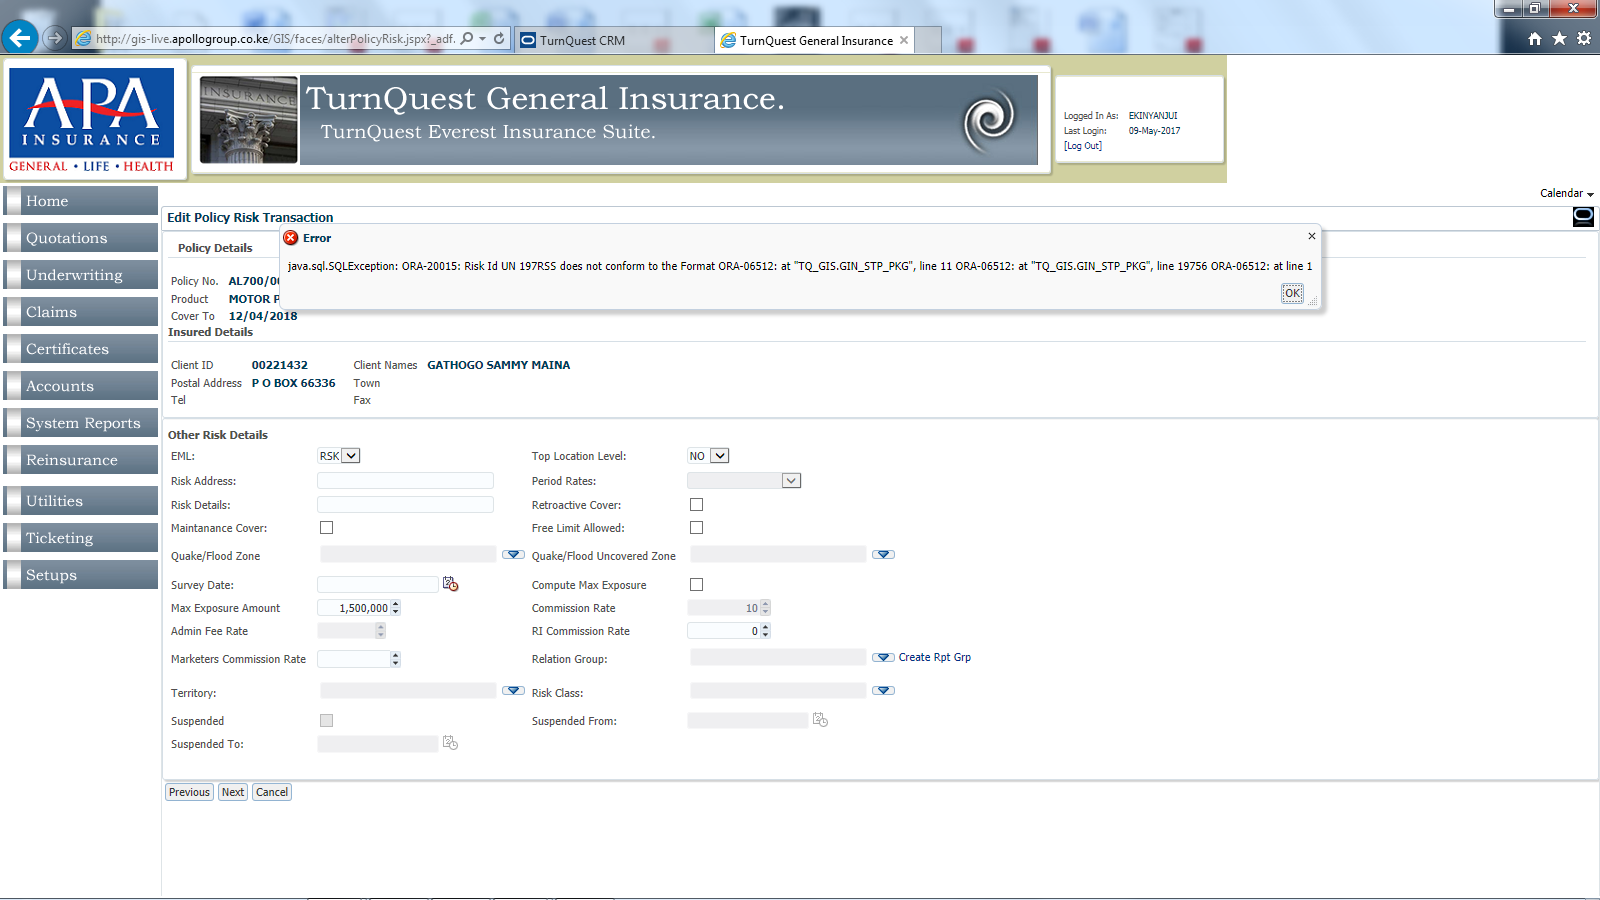 http://gis-live.apollogroup.co.ke/GIS/faces/alterPolicyRisk.jspx?_adf.
TurnQuest CRM
TurnQuest General Insurance
APA
INSURANCE
GENERAL • LIFE • HEALTH
INSURANCE
TurnQuest General Insurance.
TurnQuest Everest Insurance Suite.
Logged In As: EKINYANJUI
Last Login: 09-May-2017
[Log Out]
Calendar
Home
Quotations
Underwriting
Claims
Certificates
Accounts
System Reports
Reinsurance
Utilities
Ticketing
Setups
Edit Policy Risk Transaction
Error
java.sql.SQLException: ORA-20015: Risk Id UN 197RSS does not conform to the Format ORA-06512: at "TQ_GIS.GIN_STP_PKG", line 11 ORA-06512: at "TQ_GIS.GIN_STP_PKG", line 19756 ORA-06512: at line 1
OK
Policy Details
Policy No. AL700/0
Product MOTOR P
Cover To 12/04/2018
Insured Details
Client ID 00221432 Client Names GATHOGO SAMMY MAINA
Postal Address P O BOX 66336 Town
Tel Fax
Other Risk Details
EML: RSK Top Location Level: NO
Risk Address: Period Rates:
Risk Details: Retroactive Cover:
Maintanance Cover: Free Limit Allowed:
Quake/Flood Zone Quake/Flood Uncovered Zone
Survey Date: Compute Max Exposure
Max Exposure Amount 1,500,000 Commission Rate 10
Admin Fee Rate RI Commission Rate 0
Marketers Commission Rate Relation Group: Create Rpt Grp
Territory: Risk Class:
Suspended Suspended From:
Suspended To:
Previous Next Cancel